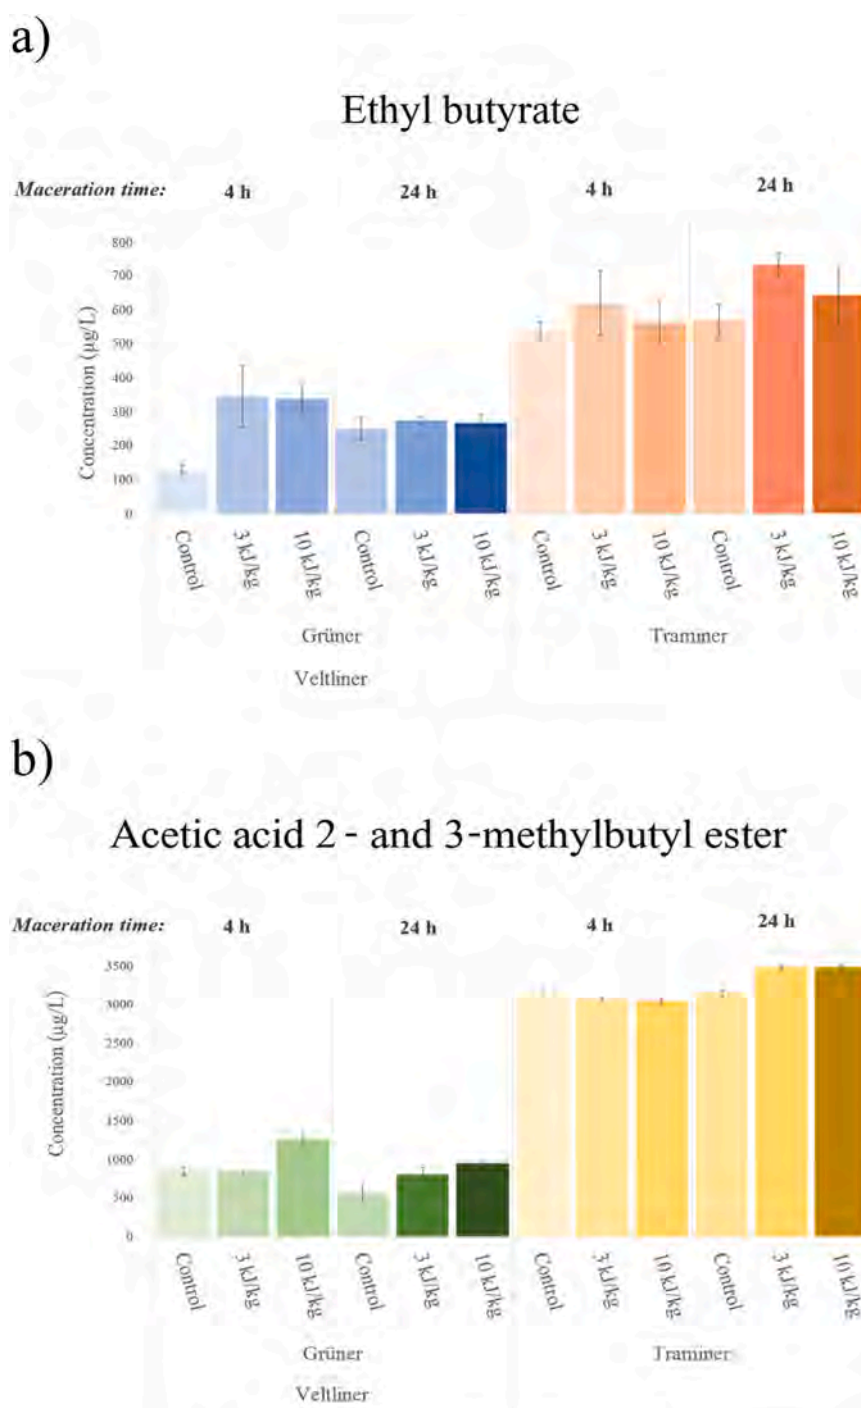 a)
Ethyl butyrate
Maceration time: 4 h 24 h 4 h 24 h
Concentration (µg/L)
800
700
600
500
400
300
200
100
0
Control 3 kJ/kg 10 kJ/kg Control 3 kJ/kg 10 kJ/kg Control 3 kJ/kg 10 kJ/kg Control 3 kJ/kg 10 kJ/kg
Grüner Traminer
Veltliner
b)
Acetic acid 2 - and 3-methylbutyl ester
Maceration time: 4 h 24 h 4 h 24 h
Concentration (µg/L)
3500
3000
2500
2000
1500
1000
500
0
Control 3 kJ/kg 10 kJ/kg Control 3 kJ/kg 10 kJ/kg Control 3 kJ/kg 10 kJ/kg Control 3 kJ/kg 10 kJ/kg
Grüner Traminer
Veltliner